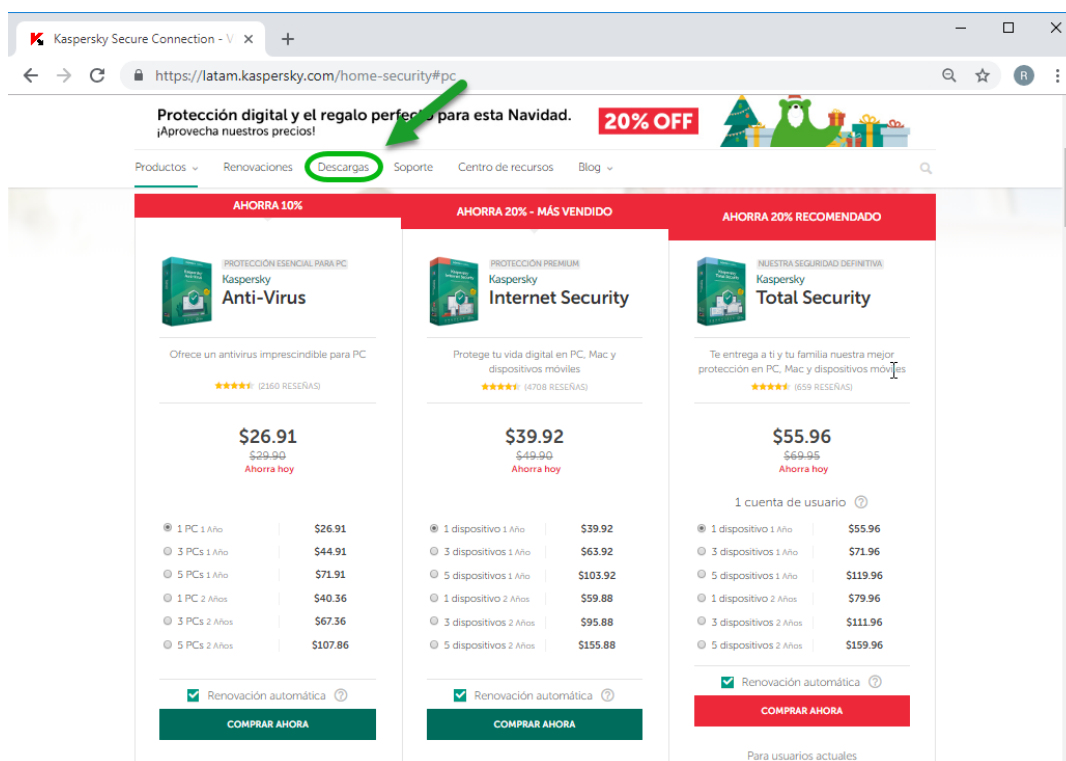 Kaspersky Secure Connection - V
https://latam.kaspersky.com/home-security#pc
R
Protección digital y el regalo perfecto para esta Navidad.
¡Aprovecha nuestros precios!
20% OFF
Productos Renovaciones Descargas Soporte Centro de recursos Blog
AHORRA 10%
PROTECCIÓN ESENCIAL PARA PC
Kaspersky
Anti-Virus
Ofrece un antivirus imprescindible para PC
(2160 RESEÑAS)
$26.91
$29.90
Ahorra hoy
1 PC 1 Año $26.91
3 PCs 1 Año $44.91
5 PCs 1 Año $71.91
1 PC 2 Años $40.36
3 PCs 2 Años $67.36
5 PCs 2 Años $107.86
Renovación automática ?
COMPRAR AHORA
AHORRA 20% - MÁS VENDIDO
PROTECCIÓN PREMIUM
Kaspersky
Internet Security
Protege tu vida digital en PC, Mac y
dispositivos móviles
(4708 RESEÑAS)
$39.92
$49.90
Ahorra hoy
1 dispositivo 1 Año $39.92
3 dispositivos 1 Año $63.92
5 dispositivos 1 Año $103.92
1 dispositivo 2 Años $59.88
3 dispositivos 2 Años $95.88
5 dispositivos 2 Años $155.88
Renovación automática ?
COMPRAR AHORA
AHORRA 20% RECOMENDADO
NUESTRA SEGURIDAD DEFINITIVA
Kaspersky
Total Security
Te entrega a ti y tu familia nuestra mejor
protección en PC, Mac y dispositivos móviles
(659 RESEÑAS)
$55.96
$69.95
Ahorra hoy
1 cuenta de usuario ?
1 dispositivo 1 Año $55.96
3 dispositivos 1 Año $71.96
5 dispositivos 1 Año $119.96
1 dispositivo 2 Años $79.96
3 dispositivos 2 Años $111.96
5 dispositivos 2 Años $159.96
Renovación automática ?
COMPRAR AHORA
Para usuarios actuales